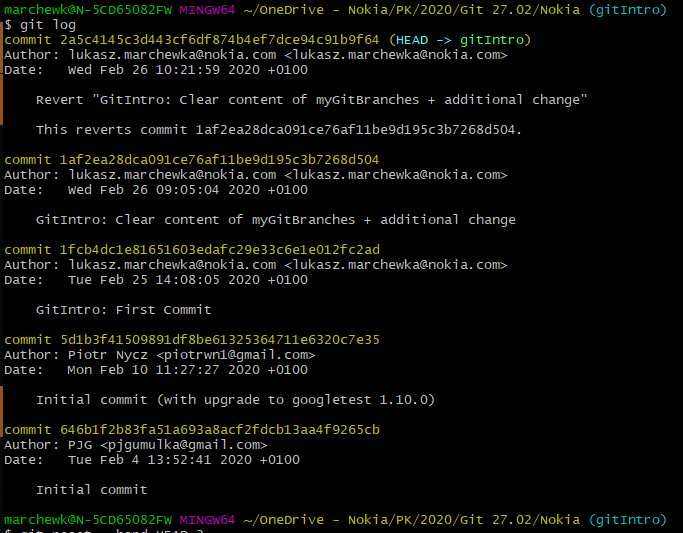 marchewk@N-5CD65082FW MINGW64 ~/OneDrive - Nokia/PK/2020/Git 27.02/Nokia (gitIntro)
$ git log
commit 2a5c4145c3d443cf6df874b4ef7dce94c91b9f64 (HEAD -> gitIntro)
Author: lukasz.marchewka@nokia.com <lukasz.marchewka@nokia.com>
Date:   Wed Feb 26 10:21:59 2020 +0100
Revert "GitIntro: Clear content of myGitBranches + additional change"
This reverts commit 1af2ea28dca091ce76af11be9d195c3b7268d504.
commit 1af2ea28dca091ce76af11be9d195c3b7268d504
Author: lukasz.marchewka@nokia.com <lukasz.marchewka@nokia.com>
Date:   Wed Feb 26 09:05:04 2020 +0100
GitIntro: Clear content of myGitBranches + additional change
commit 1fcb4dc1e81651603edafc29e33c6e1e012fc2ad
Author: lukasz.marchewka@nokia.com <lukasz.marchewka@nokia.com>
Date:   Tue Feb 25 14:08:05 2020 +0100
GitIntro: First Commit
commit 5d1b3f41509891df8be61325364711e6320c7e35
Author: Piotr Nycz <piotrwn1@gmail.com>
Date:   Mon Feb 10 11:27:27 2020 +0100
Initial commit (with upgrade to googletest 1.10.0)
commit 646b1f2b83fa51a693a8acf2fdcb13aa4f9265cb
Author: PJG <pjgumulka@gmail.com>
Date:   Tue Feb 4 13:52:41 2020 +0100
Initial commit
marchewk@N-5CD65082FW MINGW64 ~/OneDrive - Nokia/PK/2020/Git 27.02/Nokia (gitIntro)